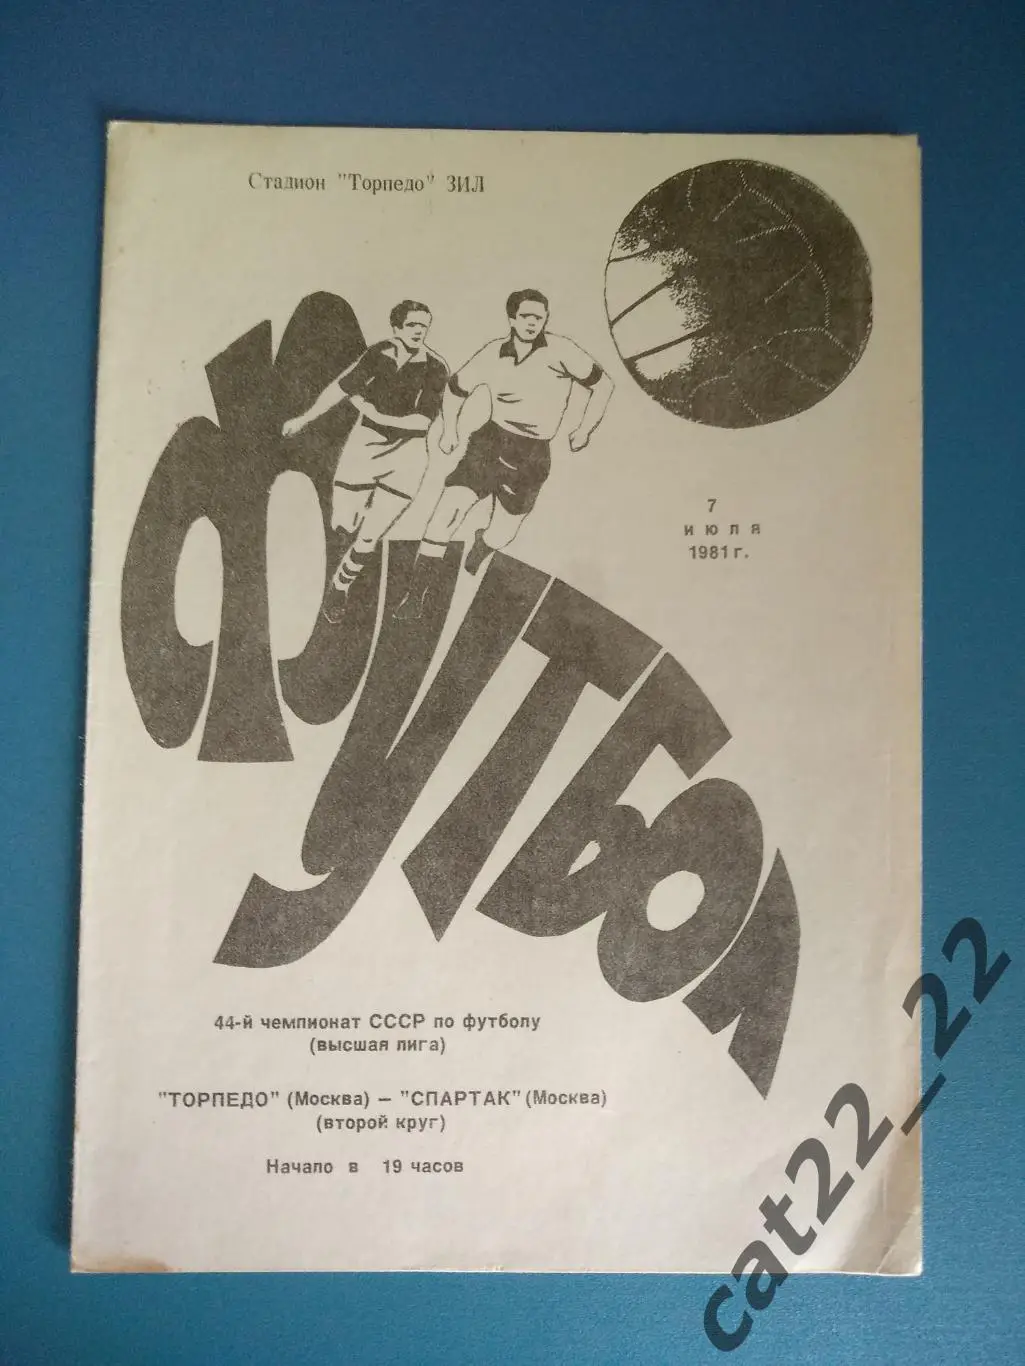 Стадион "Торпедо" ЗИЛ
7
июля
1981 г.
ФУТБОЛ
44-й чемпионат СССР по футболу
(высшая лига)
"ТОРПЕДО" (Москва) – "СПАРТАК" (Москва)
(второй круг)
Начало в 19 часов
cat22_22